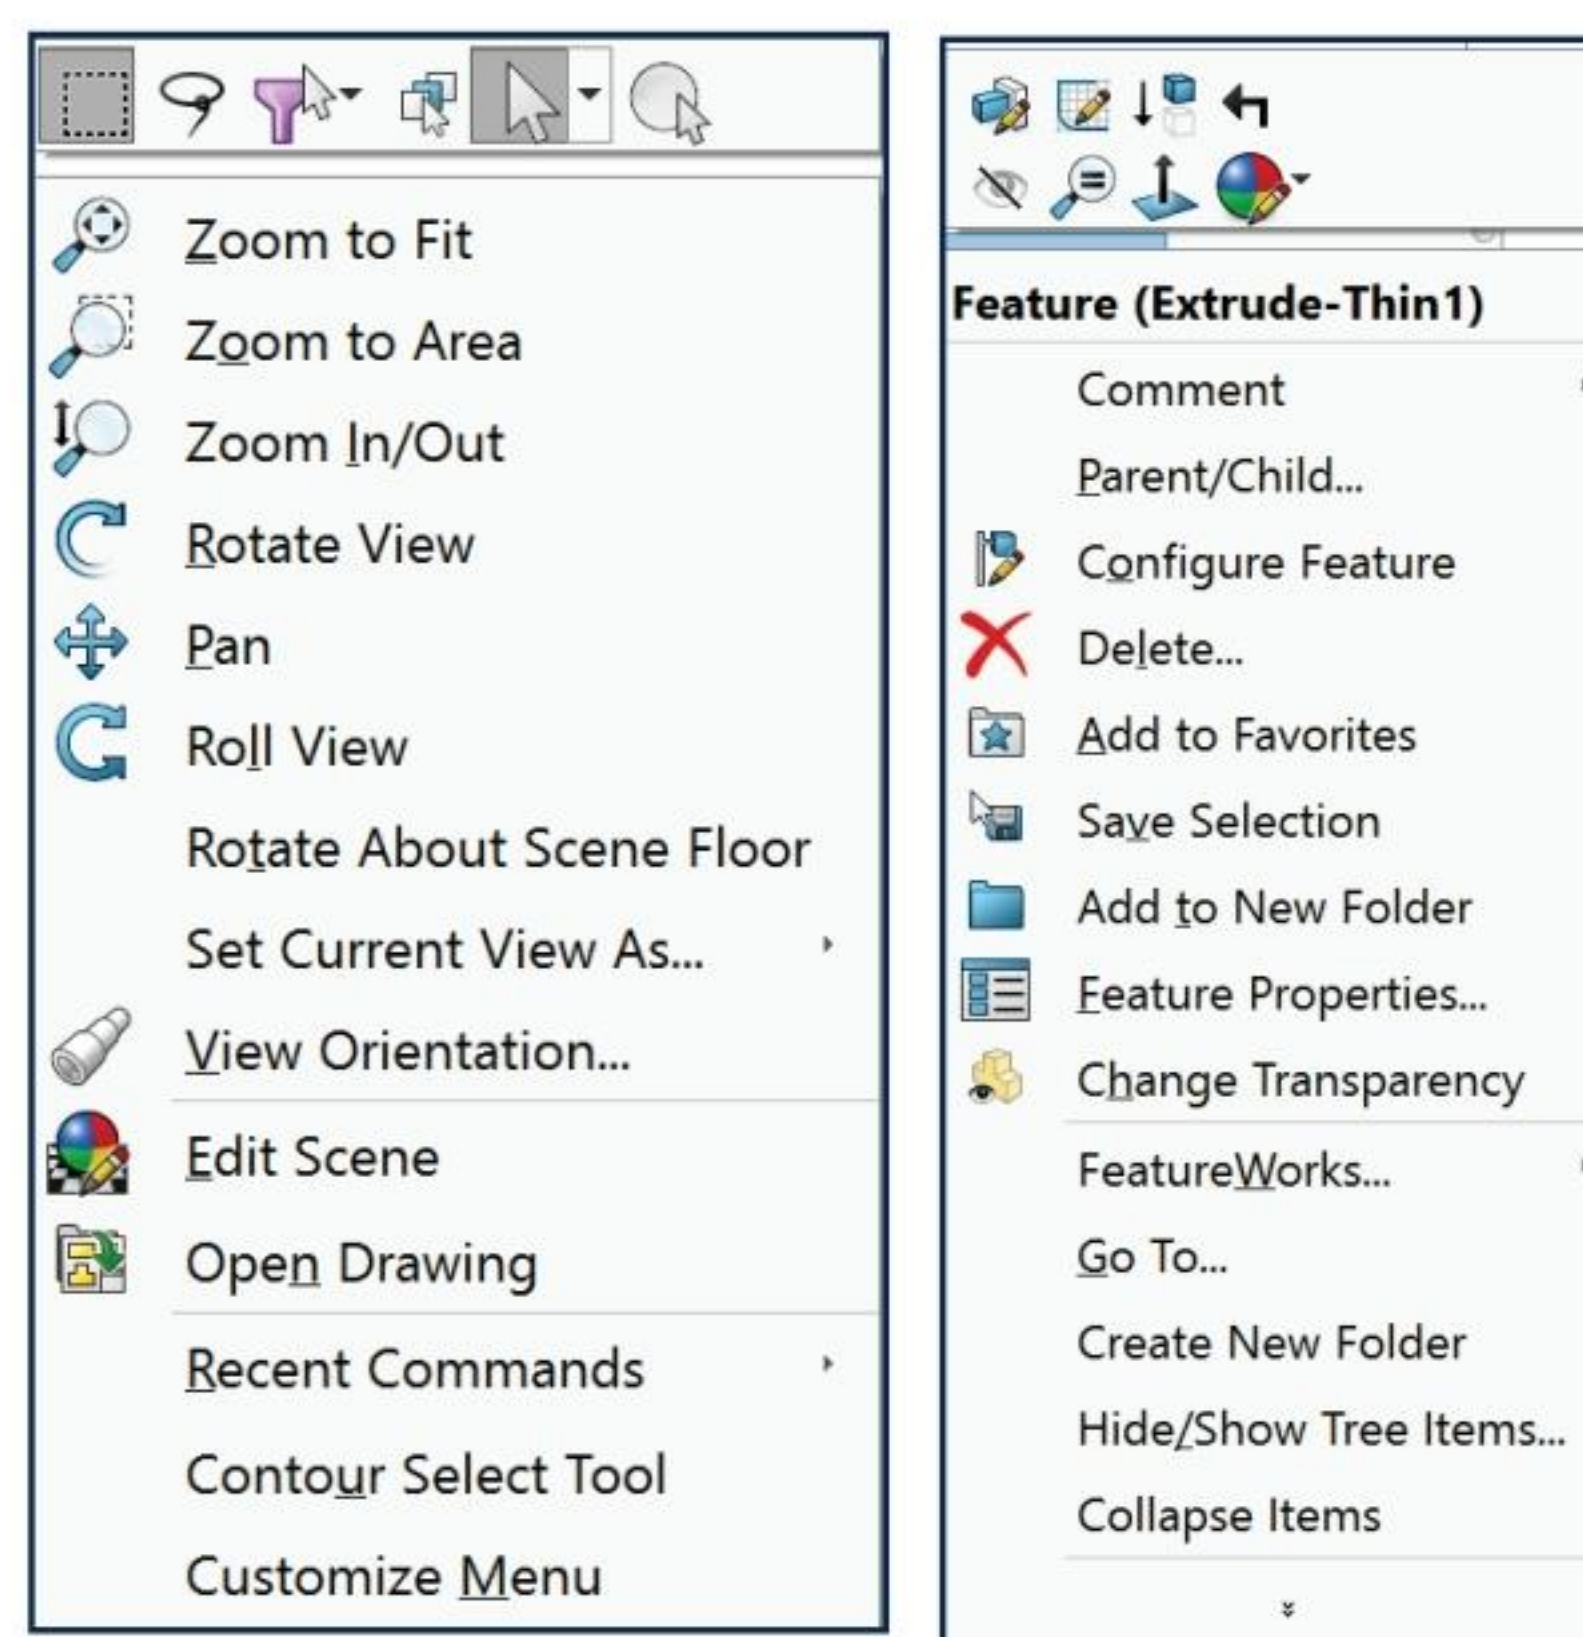 Zoom to Fit
Zoom to Area
Zoom In/Out
Rotate View
Pan
Roll View
Rotate About Scene Floor
Set Current View As...
View Orientation...
Edit Scene
Open Drawing
Recent Commands
Contour Select Tool
Customize Menu
Feature (Extrude-Thin1)
Comment
Parent/Child...
Configure Feature
Delete...
Add to Favorites
Save Selection
Add to New Folder
Feature Properties...
Change Transparency
FeatureWorks...
Go To...
Create New Folder
Hide/Show Tree Items...
Collapse Items